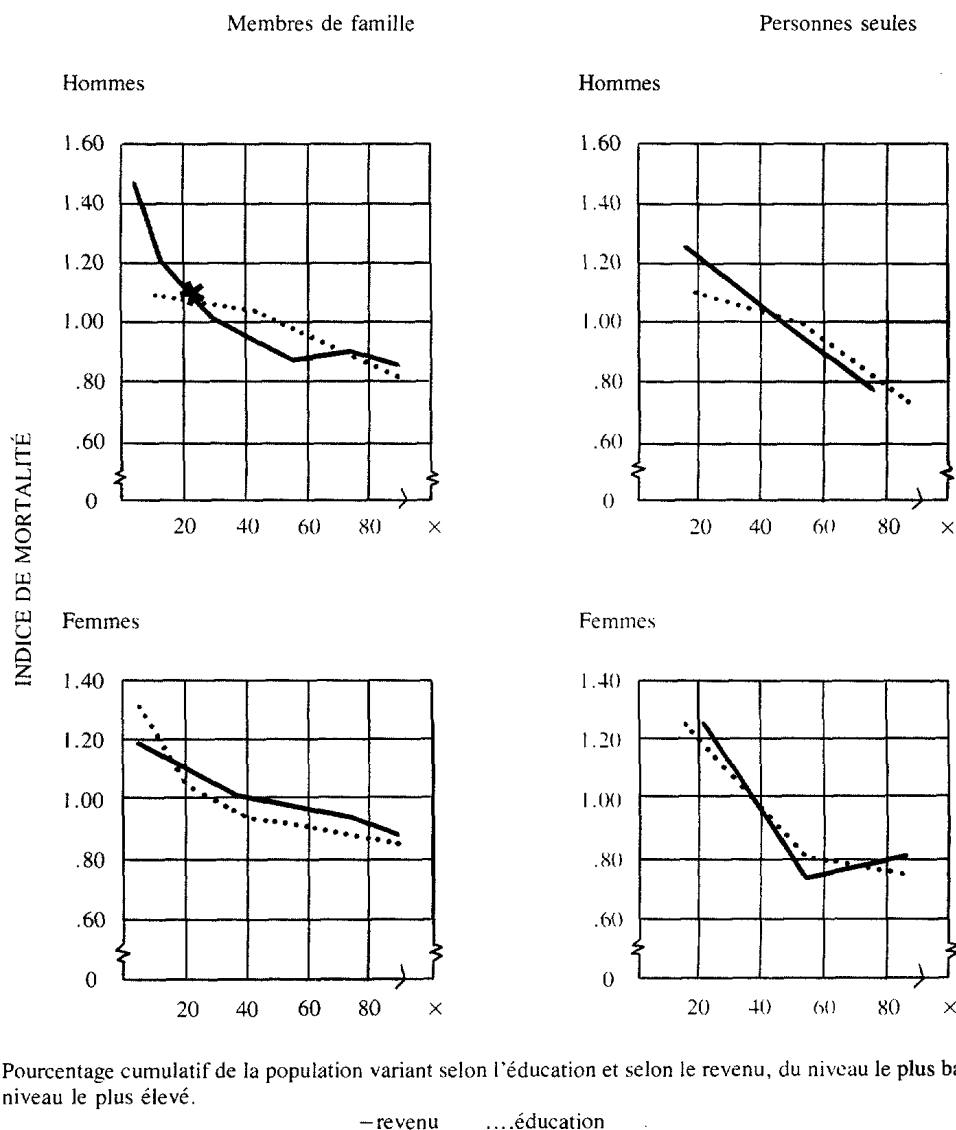 Membres de famille
Personnes seules
Hommes
Hommes
INDICE DE MORTALITÉ
1.60
1.40
1.20
1.00
.80
.60
0
20 40 60 80 ×
1.60
1.40
1.20
1.00
.80
.60
0
20 40 60 80 ×
Femmes
Femmes
1.40
1.20
1.00
.80
.60
0
20 40 60 80 ×
1.40
1.20
1.00
.80
.60
0
20 40 60 80 ×
Pourcentage cumulatif de la population variant selon l'éducation et selon le revenu, du niveau le plus ba
niveau le plus élevé.
–revenu ....éducation